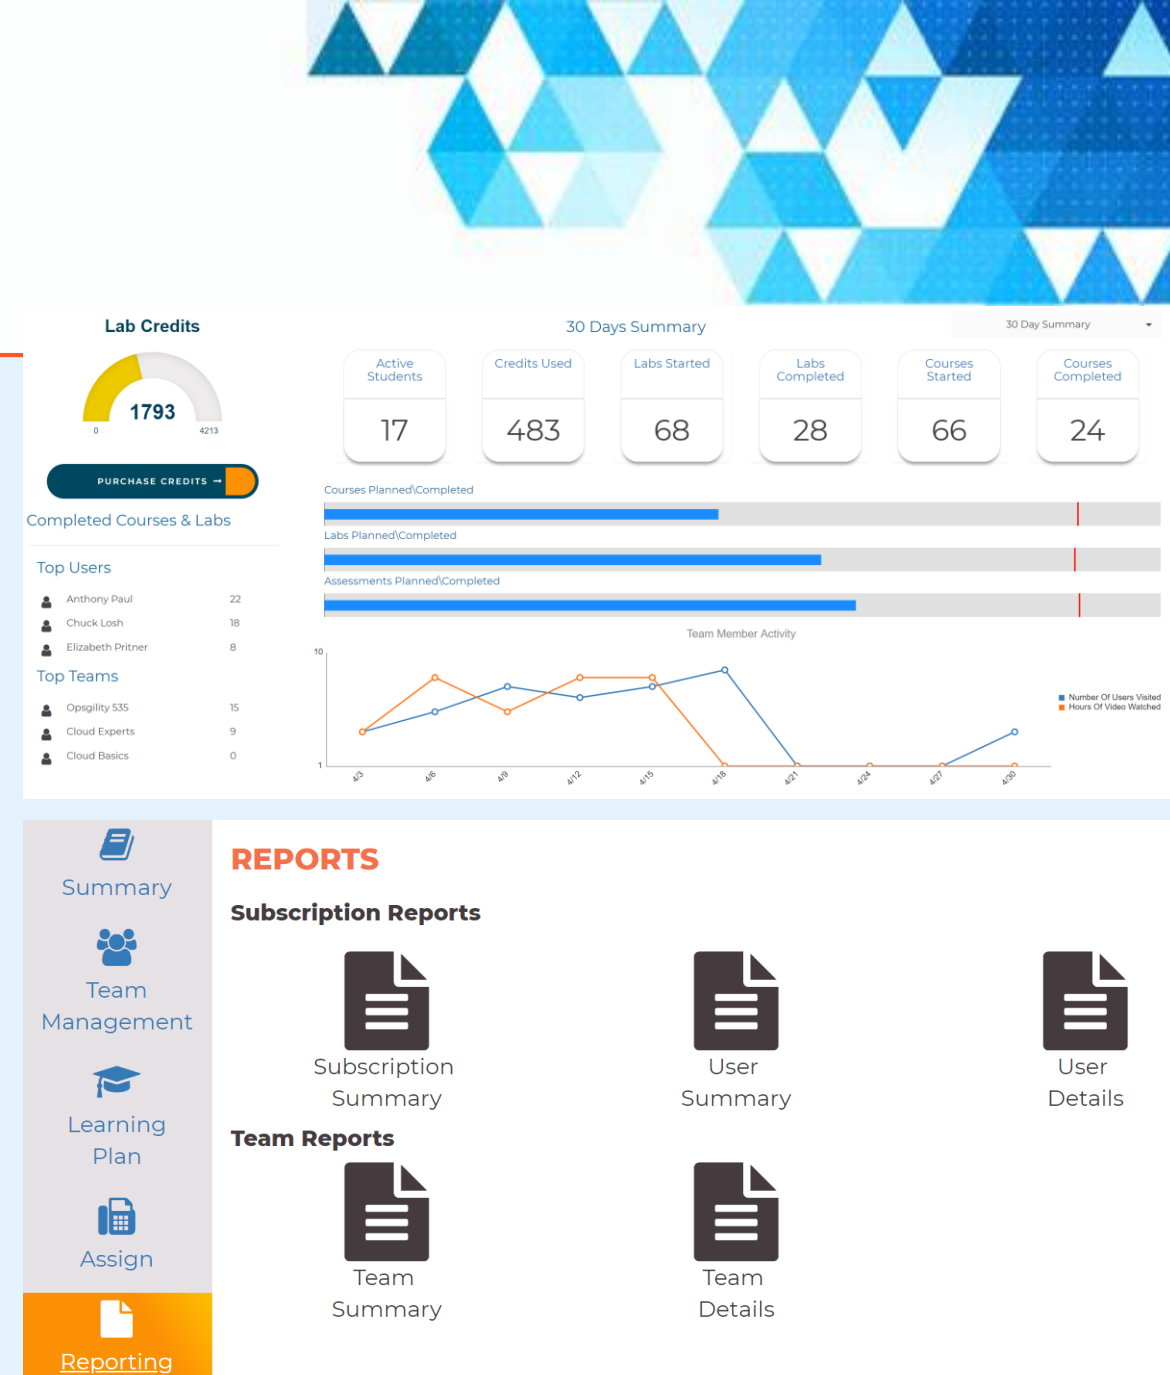 Lab Credits
1793
0
4213
PURCHASE CREDITS →
Completed Courses & Labs
Top Users
Anthony Paul 22
Chuck Losh 18
Elizabeth Pritner 8
Top Teams
Opsgility 535 15
Cloud Experts 9
Cloud Basics 0
30 Days Summary
30 Day Summary
Active
Students
17
Credits Used
483
Labs Started
68
Labs
Completed
28
Courses
Started
66
Courses
Completed
24
Courses Planned\Completed
Labs Planned\Completed
Assessments Planned\Completed
Team Member Activity
10
1
4/3
4/6
4/9
4/12
4/15
4/18
4/21
4/24
4/27
4/30
Number Of Users Visited
Hours Of Video Watched
Summary
Team
Management
Learning
Plan
Assign
Reporting
REPORTS
Subscription Reports
Subscription
Summary
User
Summary
User
Details
Team Reports
Team
Summary
Team
Details